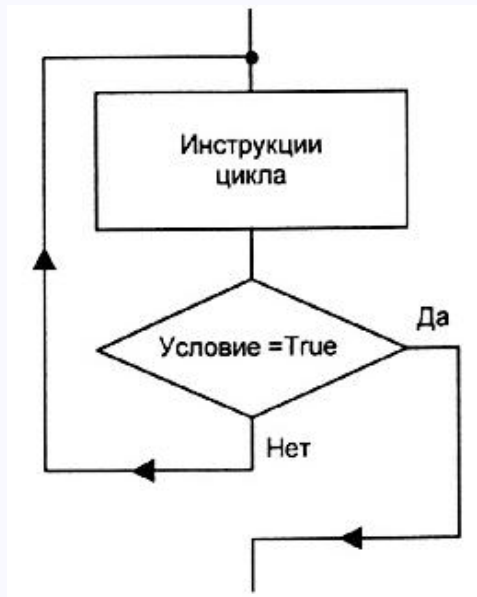 Инструкции
цикла
Да
Условие =True
Нет